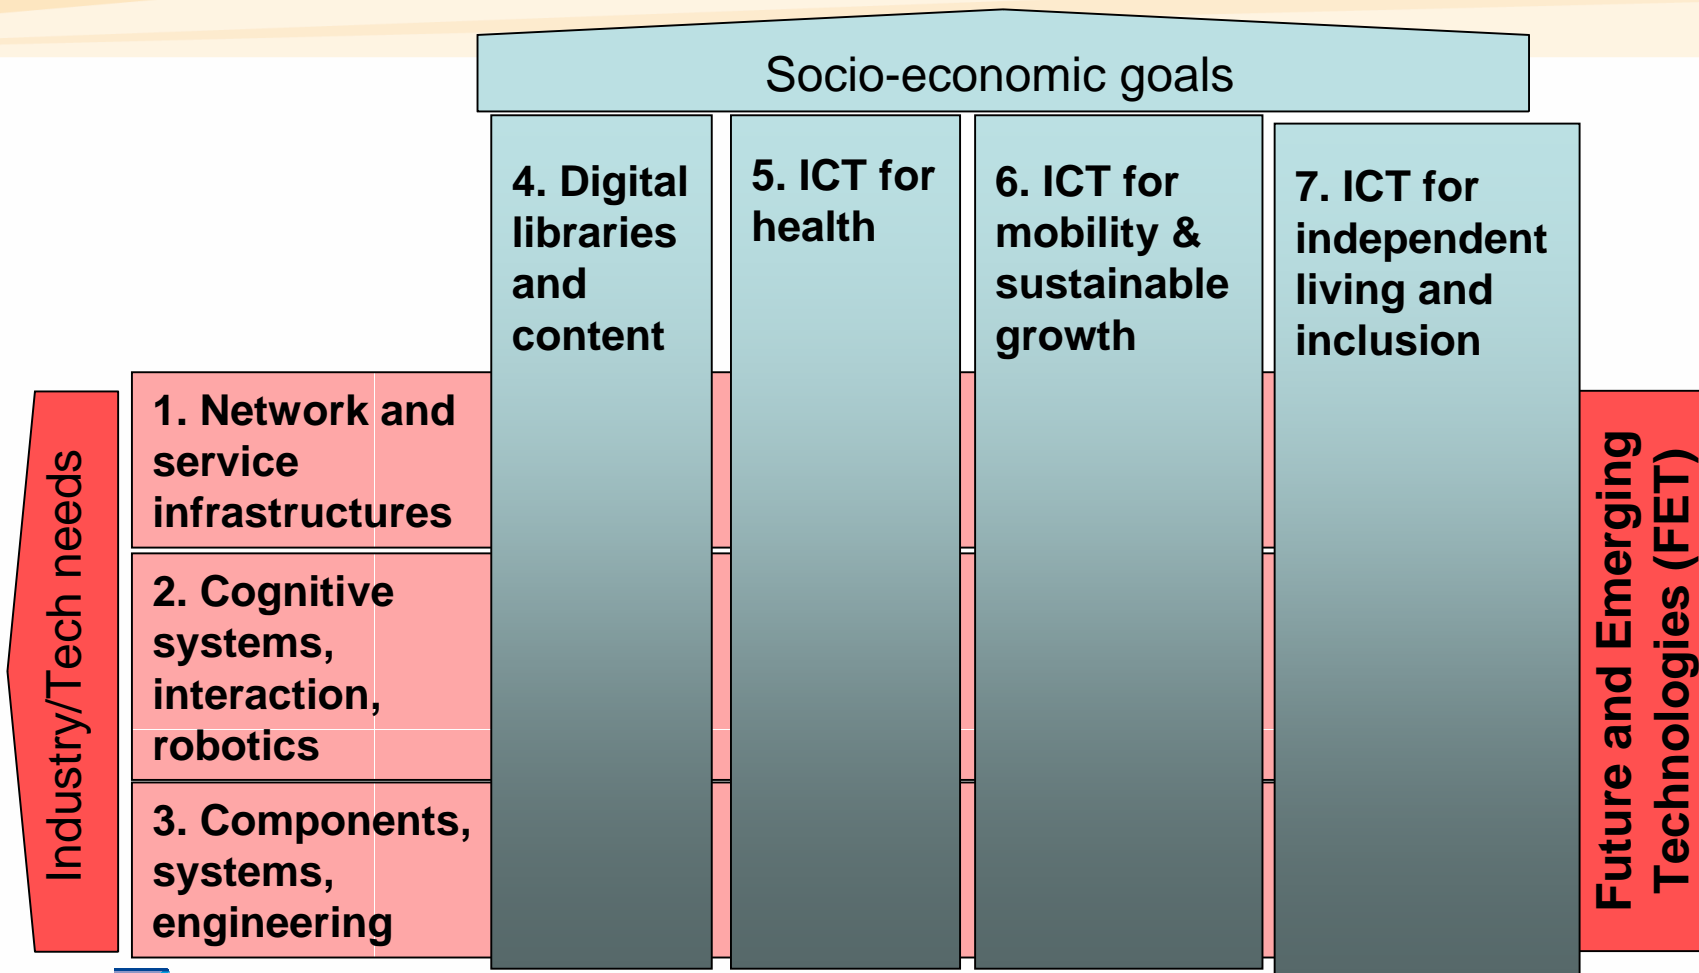 Socio-economic goals
4. Digital
libraries
and
content
5. ICT for
health
6. ICT for
mobility &
sustainable
growth
7. ICT for
independent
living and
inclusion
Industry/Tech needs
1. Network and
service
infrastructures
2. Cognitive
systems,
interaction,
robotics
3. Components,
systems,
engineering
Future and Emerging
Technologies (FET)